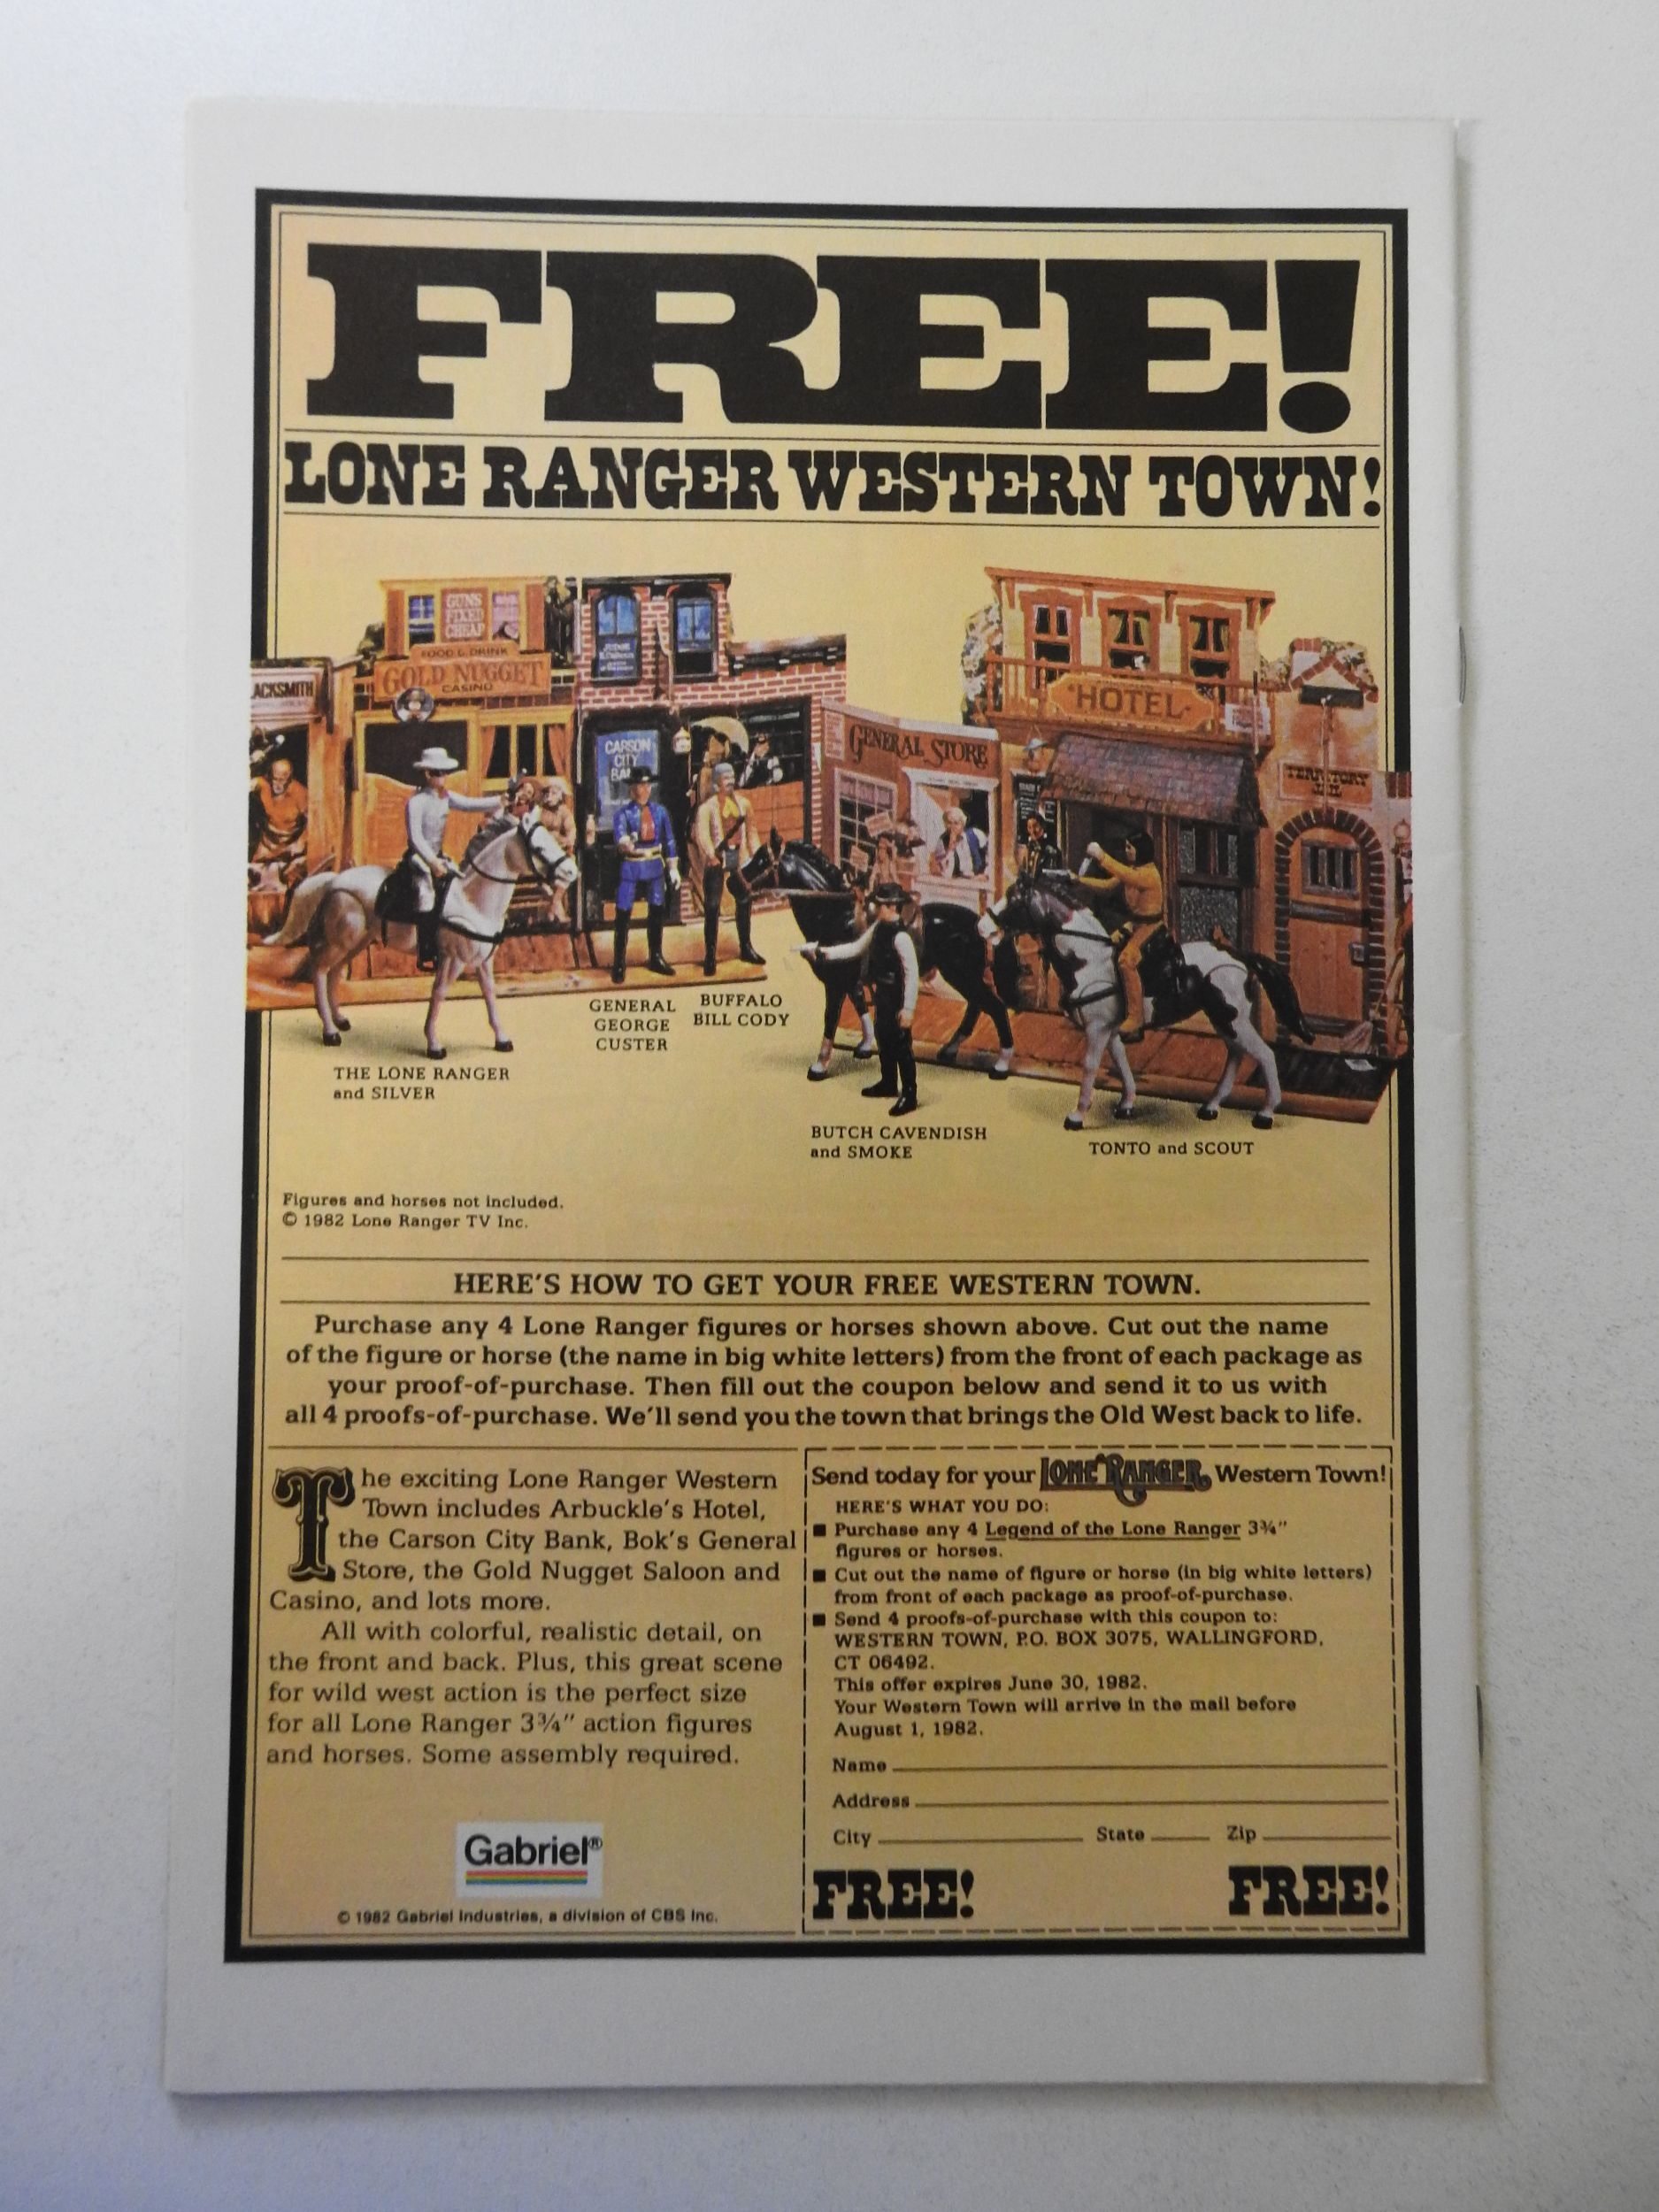 FREE!
LONE RANGER WESTERN TOWN!
GUNS
FIXED
CHEAP
FOOD & DRINK
GOLD NUGGET
CASINO
ACKSMITH
CARSON
CITY
BA
GENERAL STORE
HOTEL
TERRITORY
JAIL
GENERAL
GEORGE
CUSTER
BUFFALO
BILL CODY
THE LONE RANGER
and SILVER
BUTCH CAVENDISH
and SMOKE
TONTO and SCOUT
Figures and horses not included.
© 1982 Lone Ranger TV Inc.
HERE'S HOW TO GET YOUR FREE WESTERN TOWN.
Purchase any 4 Lone Ranger figures or horses shown above. Cut out the name
of the figure or horse (the name in big white letters) from the front of each package as
your proof-of-purchase. Then fill out the coupon below and send it to us with
all 4 proofs-of-purchase. We'll send you the town that brings the Old West back to life.
The exciting Lone Ranger Western
Town includes Arbuckle's Hotel,
the Carson City Bank, Bok's General
Store, the Gold Nugget Saloon and
Casino, and lots more.
All with colorful, realistic detail, on
the front and back. Plus, this great scene
for wild west action is the perfect size
for all Lone Ranger 3¾" action figures
and horses. Some assembly required.
Gabriel®
© 1982 Gabriel Industries, a division of CBS Inc.
Send today for your LONE RANGER Western Town!
HERE'S WHAT YOU DO:
■ Purchase any 4 Legend of the Lone Ranger 3¾"
figures or horses.
■ Cut out the name of figure or horse (in big white letters)
from front of each package as proof-of-purchase.
■ Send 4 proofs-of-purchase with this coupon to:
WESTERN TOWN, P.O. BOX 3075, WALLINGFORD,
CT 06492.
This offer expires June 30, 1982.
Your Western Town will arrive in the mail before
August 1, 1982.
Name
Address
City State Zip
FREE! FREE!